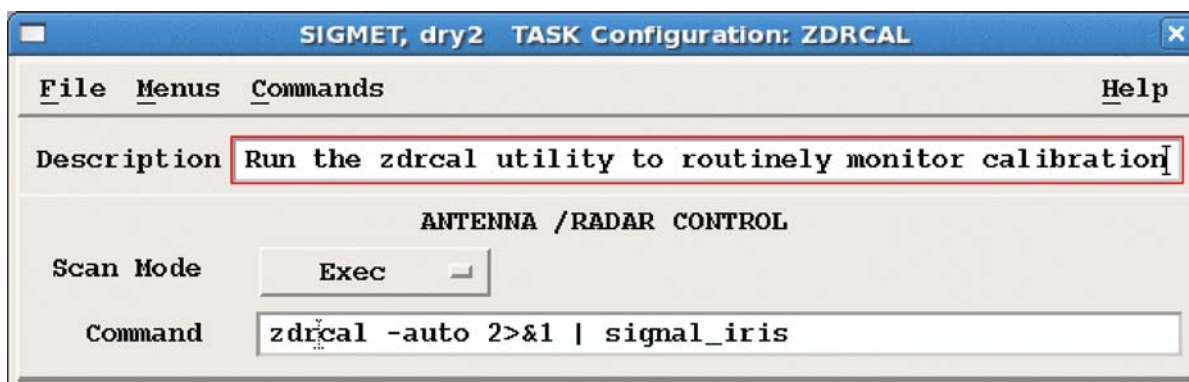 SIGMET, dry2 TASK Configuration: ZDRCAL
File Menus Commands Help
Description Run the zdrcal utility to routinely monitor calibration
ANTENNA /RADAR CONTROL
Scan Mode Exec
Command zdrcal -auto 2>&1 | signal_iris